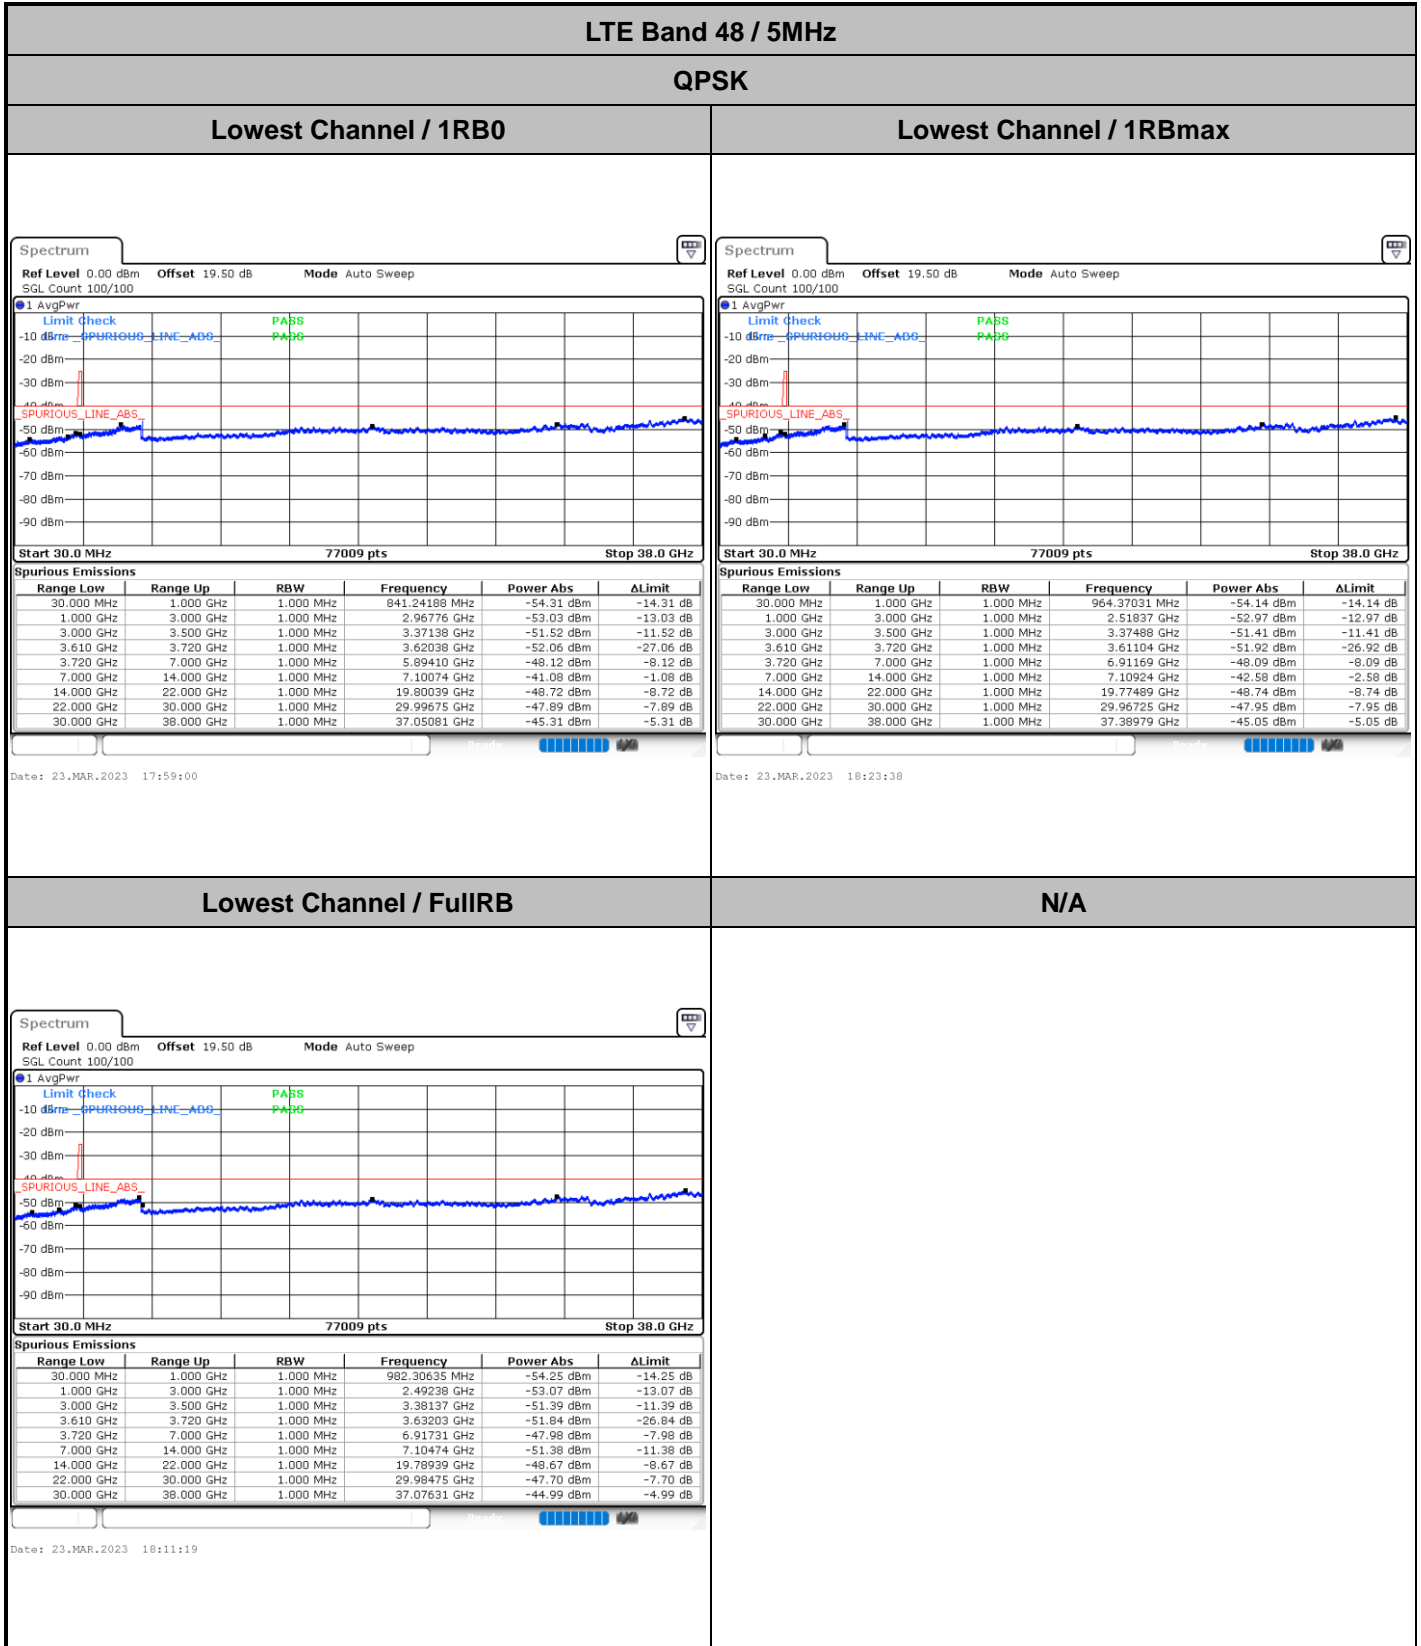 LTE Band 48 / 5MHz
QPSK
Lowest Channel / 1RB0
Lowest Channel / 1RBmax
Spectrum
Ref Level 0.00 dBm Offset 19.50 dB Mode Auto Sweep
SGL Count 100/100
1 AvgPwr
Limit Check PASS
Line _SPURIOUS_LINE_ABS_ PASS
-10 dBm
-20 dBm
-30 dBm
-40 dBm
_SPURIOUS_LINE_ABS_
-50 dBm
-60 dBm
-70 dBm
-80 dBm
-90 dBm
Start 30.0 MHz 77009 pts Stop 38.0 GHz
Spurious Emissions
Range Low Range Up RBW Frequency Power Abs ΔLimit
30.000 MHz 1.000 GHz 1.000 MHz 841.24188 MHz -54.31 dBm -14.31 dB
1.000 GHz 3.000 GHz 1.000 MHz 2.96776 GHz -53.03 dBm -13.03 dB
3.000 GHz 3.500 GHz 1.000 MHz 3.37138 GHz -51.52 dBm -11.52 dB
3.610 GHz 3.720 GHz 1.000 MHz 3.62038 GHz -52.06 dBm -27.06 dB
3.720 GHz 7.000 GHz 1.000 MHz 5.89410 GHz -48.12 dBm -8.12 dB
7.000 GHz 14.000 GHz 1.000 MHz 7.10074 GHz -41.08 dBm -1.08 dB
14.000 GHz 22.000 GHz 1.000 MHz 19.80039 GHz -48.72 dBm -8.72 dB
22.000 GHz 30.000 GHz 1.000 MHz 29.99675 GHz -47.89 dBm -7.89 dB
30.000 GHz 38.000 GHz 1.000 MHz 37.05081 GHz -45.31 dBm -5.31 dB
Ready
Date: 23.MAR.2023 17:59:00
Spectrum
Ref Level 0.00 dBm Offset 19.50 dB Mode Auto Sweep
SGL Count 100/100
1 AvgPwr
Limit Check PASS
Line _SPURIOUS_LINE_ABS_ PASS
-10 dBm
-20 dBm
-30 dBm
-40 dBm
_SPURIOUS_LINE_ABS_
-50 dBm
-60 dBm
-70 dBm
-80 dBm
-90 dBm
Start 30.0 MHz 77009 pts Stop 38.0 GHz
Spurious Emissions
Range Low Range Up RBW Frequency Power Abs ΔLimit
30.000 MHz 1.000 GHz 1.000 MHz 964.37031 MHz -54.14 dBm -14.14 dB
1.000 GHz 3.000 GHz 1.000 MHz 2.51837 GHz -52.97 dBm -12.97 dB
3.000 GHz 3.500 GHz 1.000 MHz 3.37488 GHz -51.41 dBm -11.41 dB
3.610 GHz 3.720 GHz 1.000 MHz 3.61104 GHz -51.92 dBm -26.92 dB
3.720 GHz 7.000 GHz 1.000 MHz 6.91169 GHz -48.09 dBm -8.09 dB
7.000 GHz 14.000 GHz 1.000 MHz 7.10924 GHz -42.58 dBm -2.58 dB
14.000 GHz 22.000 GHz 1.000 MHz 19.77489 GHz -48.74 dBm -8.74 dB
22.000 GHz 30.000 GHz 1.000 MHz 29.96725 GHz -47.95 dBm -7.95 dB
30.000 GHz 38.000 GHz 1.000 MHz 37.38979 GHz -45.05 dBm -5.05 dB
Ready
Date: 23.MAR.2023 18:23:38
Lowest Channel / FullRB
N/A
Spectrum
Ref Level 0.00 dBm Offset 19.50 dB Mode Auto Sweep
SGL Count 100/100
1 AvgPwr
Limit Check PASS
Line _SPURIOUS_LINE_ABS_ PASS
-10 dBm
-20 dBm
-30 dBm
-40 dBm
_SPURIOUS_LINE_ABS_
-50 dBm
-60 dBm
-70 dBm
-80 dBm
-90 dBm
Start 30.0 MHz 77009 pts Stop 38.0 GHz
Spurious Emissions
Range Low Range Up RBW Frequency Power Abs ΔLimit
30.000 MHz 1.000 GHz 1.000 MHz 982.30635 MHz -54.25 dBm -14.25 dB
1.000 GHz 3.000 GHz 1.000 MHz 2.49238 GHz -53.07 dBm -13.07 dB
3.000 GHz 3.500 GHz 1.000 MHz 3.38137 GHz -51.39 dBm -11.39 dB
3.610 GHz 3.720 GHz 1.000 MHz 3.63203 GHz -51.84 dBm -26.84 dB
3.720 GHz 7.000 GHz 1.000 MHz 6.91731 GHz -47.98 dBm -7.98 dB
7.000 GHz 14.000 GHz 1.000 MHz 7.10474 GHz -51.38 dBm -11.38 dB
14.000 GHz 22.000 GHz 1.000 MHz 19.78939 GHz -48.67 dBm -8.67 dB
22.000 GHz 30.000 GHz 1.000 MHz 29.98475 GHz -47.70 dBm -7.70 dB
30.000 GHz 38.000 GHz 1.000 MHz 37.07631 GHz -44.99 dBm -4.99 dB
Ready
Date: 23.MAR.2023 18:11:19